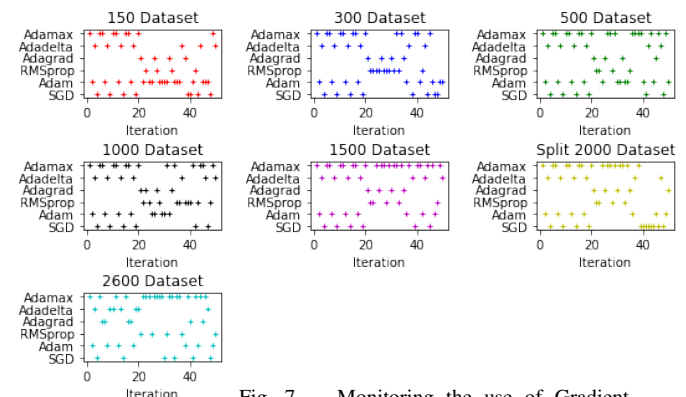 150 Dataset
Adamax
Adadelta
Adagrad
RMSprop
Adam
SGD
0 20 40
Iteration
300 Dataset
Adamax
Adadelta
Adagrad
RMSprop
Adam
SGD
0 20 40
Iteration
500 Dataset
Adamax
Adadelta
Adagrad
RMSprop
Adam
SGD
0 20 40
Iteration
1000 Dataset
Adamax
Adadelta
Adagrad
RMSprop
Adam
SGD
0 20 40
Iteration
1500 Dataset
Adamax
Adadelta
Adagrad
RMSprop
Adam
SGD
0 20 40
Iteration
Split 2000 Dataset
Adamax
Adadelta
Adagrad
RMSprop
Adam
SGD
0 20 40
Iteration
2600 Dataset
Adamax
Adadelta
Adagrad
RMSprop
Adam
SGD
0 20 40
Iteration
Fig. 7. Monitoring the use of Gradient